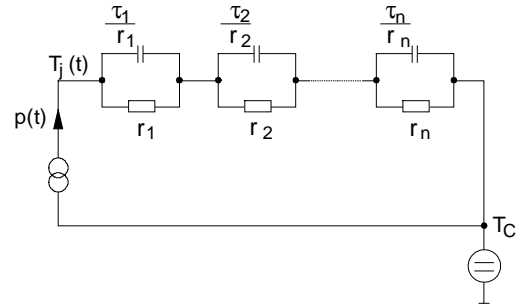 τ1/r1 τ2/r2 τn/rn
Tj (t)
r1 r2 rn
p(t)
TC